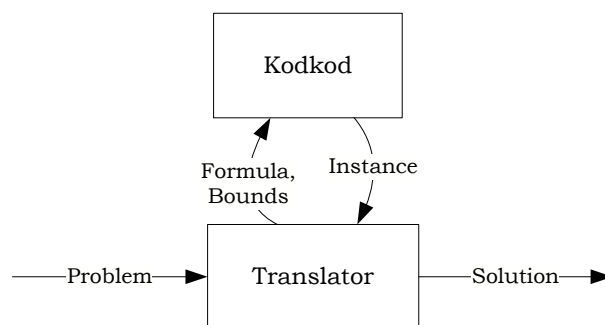 Kodkod
Formula,
Bounds
Instance
Problem
Translator
Solution